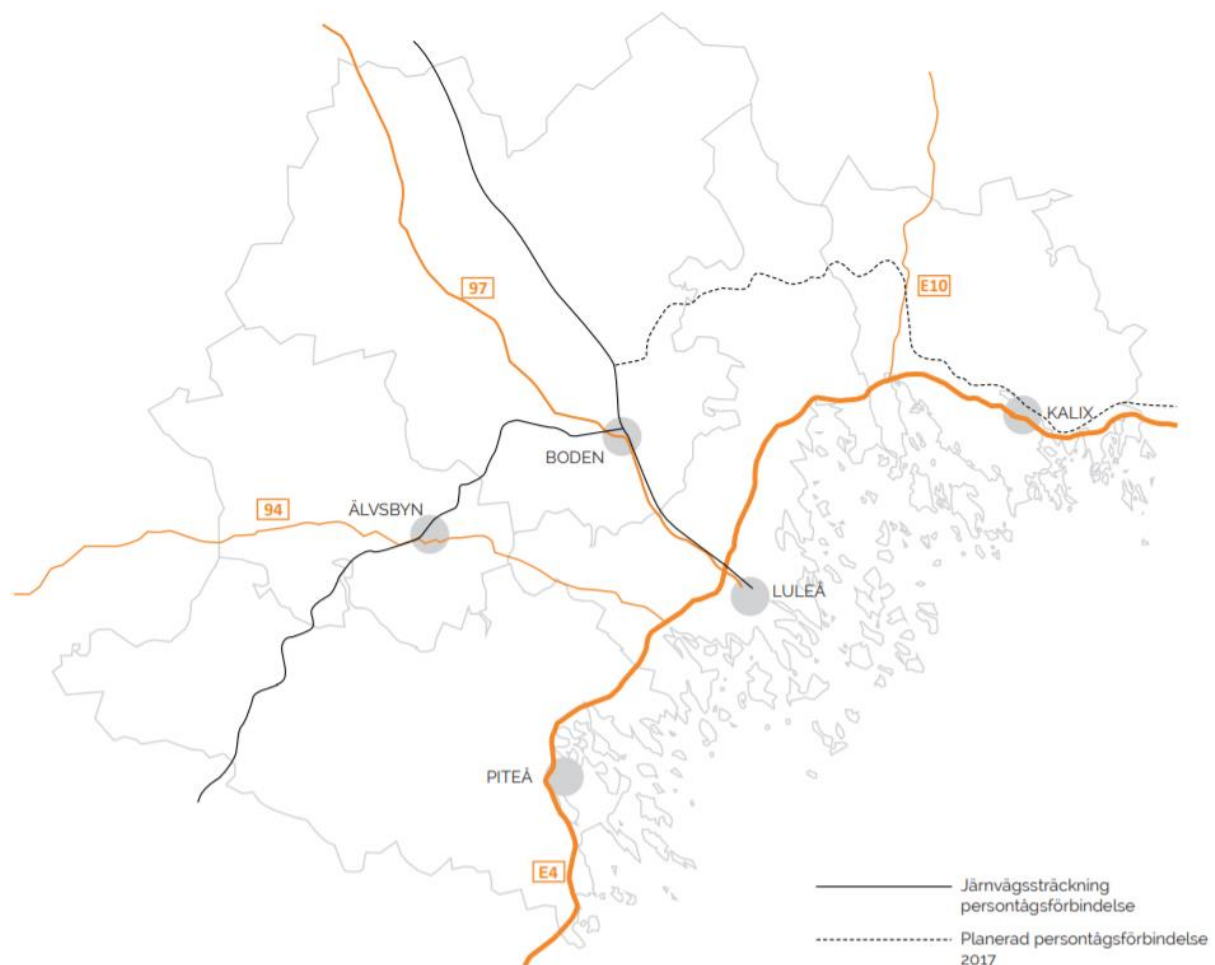 97
E10
KALIX
BODEN
ÄLVSBYN
94
LULEÅ
PITEÅ
E4
Järnvägssträckning
persontågsförbindelse
Planerad persontågsförbindelse
2017